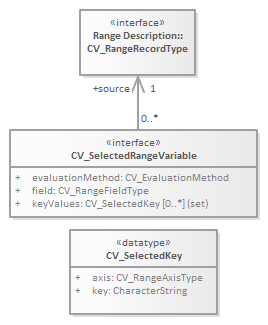 «interface»
Range Description::
CV_RangeRecordType
+source 1
0..*
«interface»
CV_SelectedRangeVariable
+ evaluationMethod: CV_EvaluationMethod
+ field: CV_RangeFieldType
+ keyValues: CV_SelectedKey [0..*] {set}
«datatype»
CV_SelectedKey
+ axis: CV_RangeAxisType
+ key: CharacterString